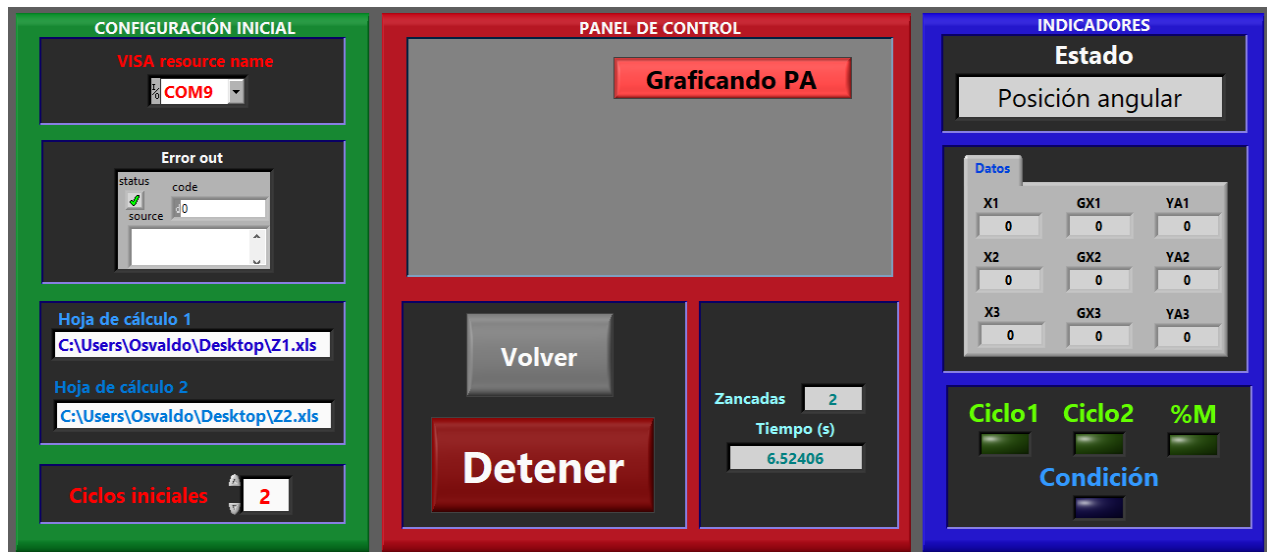 CONFIGURACIÓN INICIAL
VISA resource name
I/O COM9
Error out
status
code
source
d 0
Hoja de cálculo 1
C:\Users\Osvaldo\Desktop\Z1.xls
Hoja de cálculo 2
C:\Users\Osvaldo\Desktop\Z2.xls
Ciclos iniciales 2
PANEL DE CONTROL
Graficando PA
Volver
Detener
Zancadas 2
Tiempo (s)
6.52406
INDICADORES
Estado
Posición angular
Datos
X1 GX1 YA1
0 0 0
X2 GX2 YA2
0 0 0
X3 GX3 YA3
0 0 0
Ciclo1 Ciclo2 %M
Condición